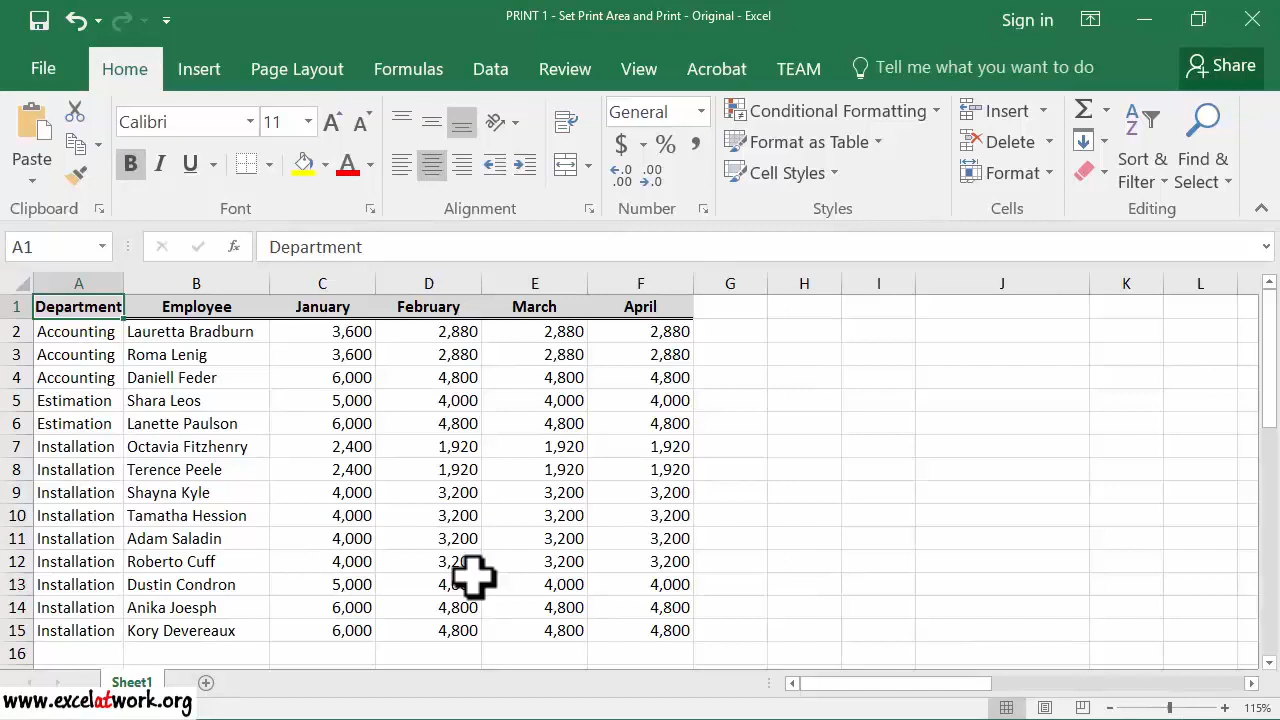 PRINT 1 - Set Print Area and Print - Original - Excel
Sign in
File Home Insert Page Layout Formulas Data Review View Acrobat TEAM Tell me what you want to do Share
Paste
Clipboard
Calibri 11
B I U A
Font
Alignment
General
$ % ,
Number
Conditional Formatting
Format as Table
Cell Styles
Styles
Insert
Delete
Format
Cells
Sort & Filter
Find & Select
Editing
A1 fx Department
A B C D E F G H I J K L
1 Department Employee January February March April
2 Accounting Lauretta Bradburn 3,600 2,880 2,880 2,880
3 Accounting Roma Lenig 3,600 2,880 2,880 2,880
4 Accounting Daniell Feder 6,000 4,800 4,800 4,800
5 Estimation Shara Leos 5,000 4,000 4,000 4,000
6 Estimation Lanette Paulson 6,000 4,800 4,800 4,800
7 Installation Octavia Fitzhenry 2,400 1,920 1,920 1,920
8 Installation Terence Peele 2,400 1,920 1,920 1,920
9 Installation Shayna Kyle 4,000 3,200 3,200 3,200
10 Installation Tamatha Hession 4,000 3,200 3,200 3,200
11 Installation Adam Saladin 4,000 3,200 3,200 3,200
12 Installation Roberto Cuff 4,000 3,200 3,200
13 Installation Dustin Condron 5,000 4,000 4,000
14 Installation Anika Joesph 6,000 4,800 4,800 4,800
15 Installation Kory Devereaux 6,000 4,800 4,800 4,800
16
Sheet1
www.excelatwork.org
115%